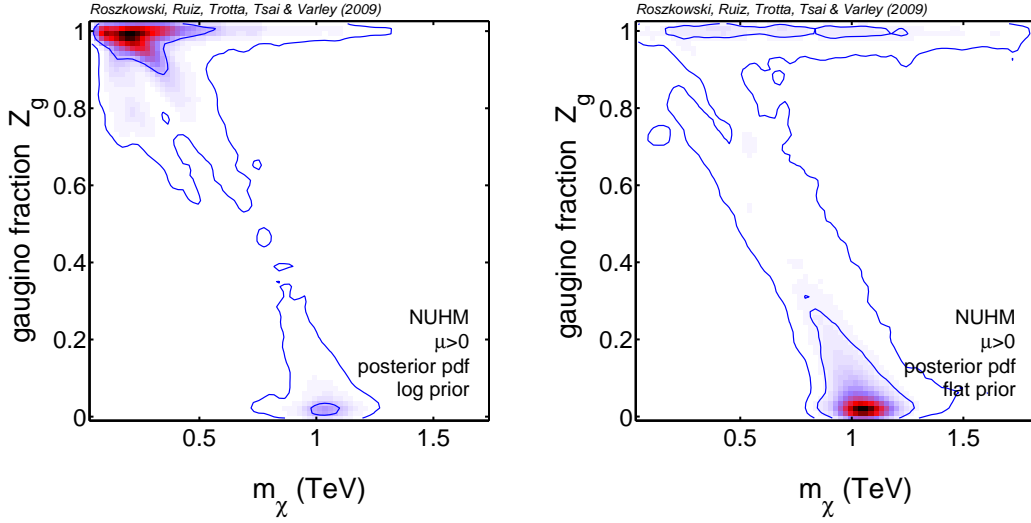 Roszkowski, Ruiz, Trotta, Tsai & Varley (2009)
gaugino fraction Z_g
1
0.8
0.6
0.4
0.2
0
NUHM
μ>0
posterior pdf
log prior
0.5
1
1.5
m_χ (TeV)
Roszkowski, Ruiz, Trotta, Tsai & Varley (2009)
gaugino fraction Z_g
1
0.8
0.6
0.4
0.2
0
NUHM
μ>0
posterior pdf
flat prior
0.5
1
1.5
m_χ (TeV)